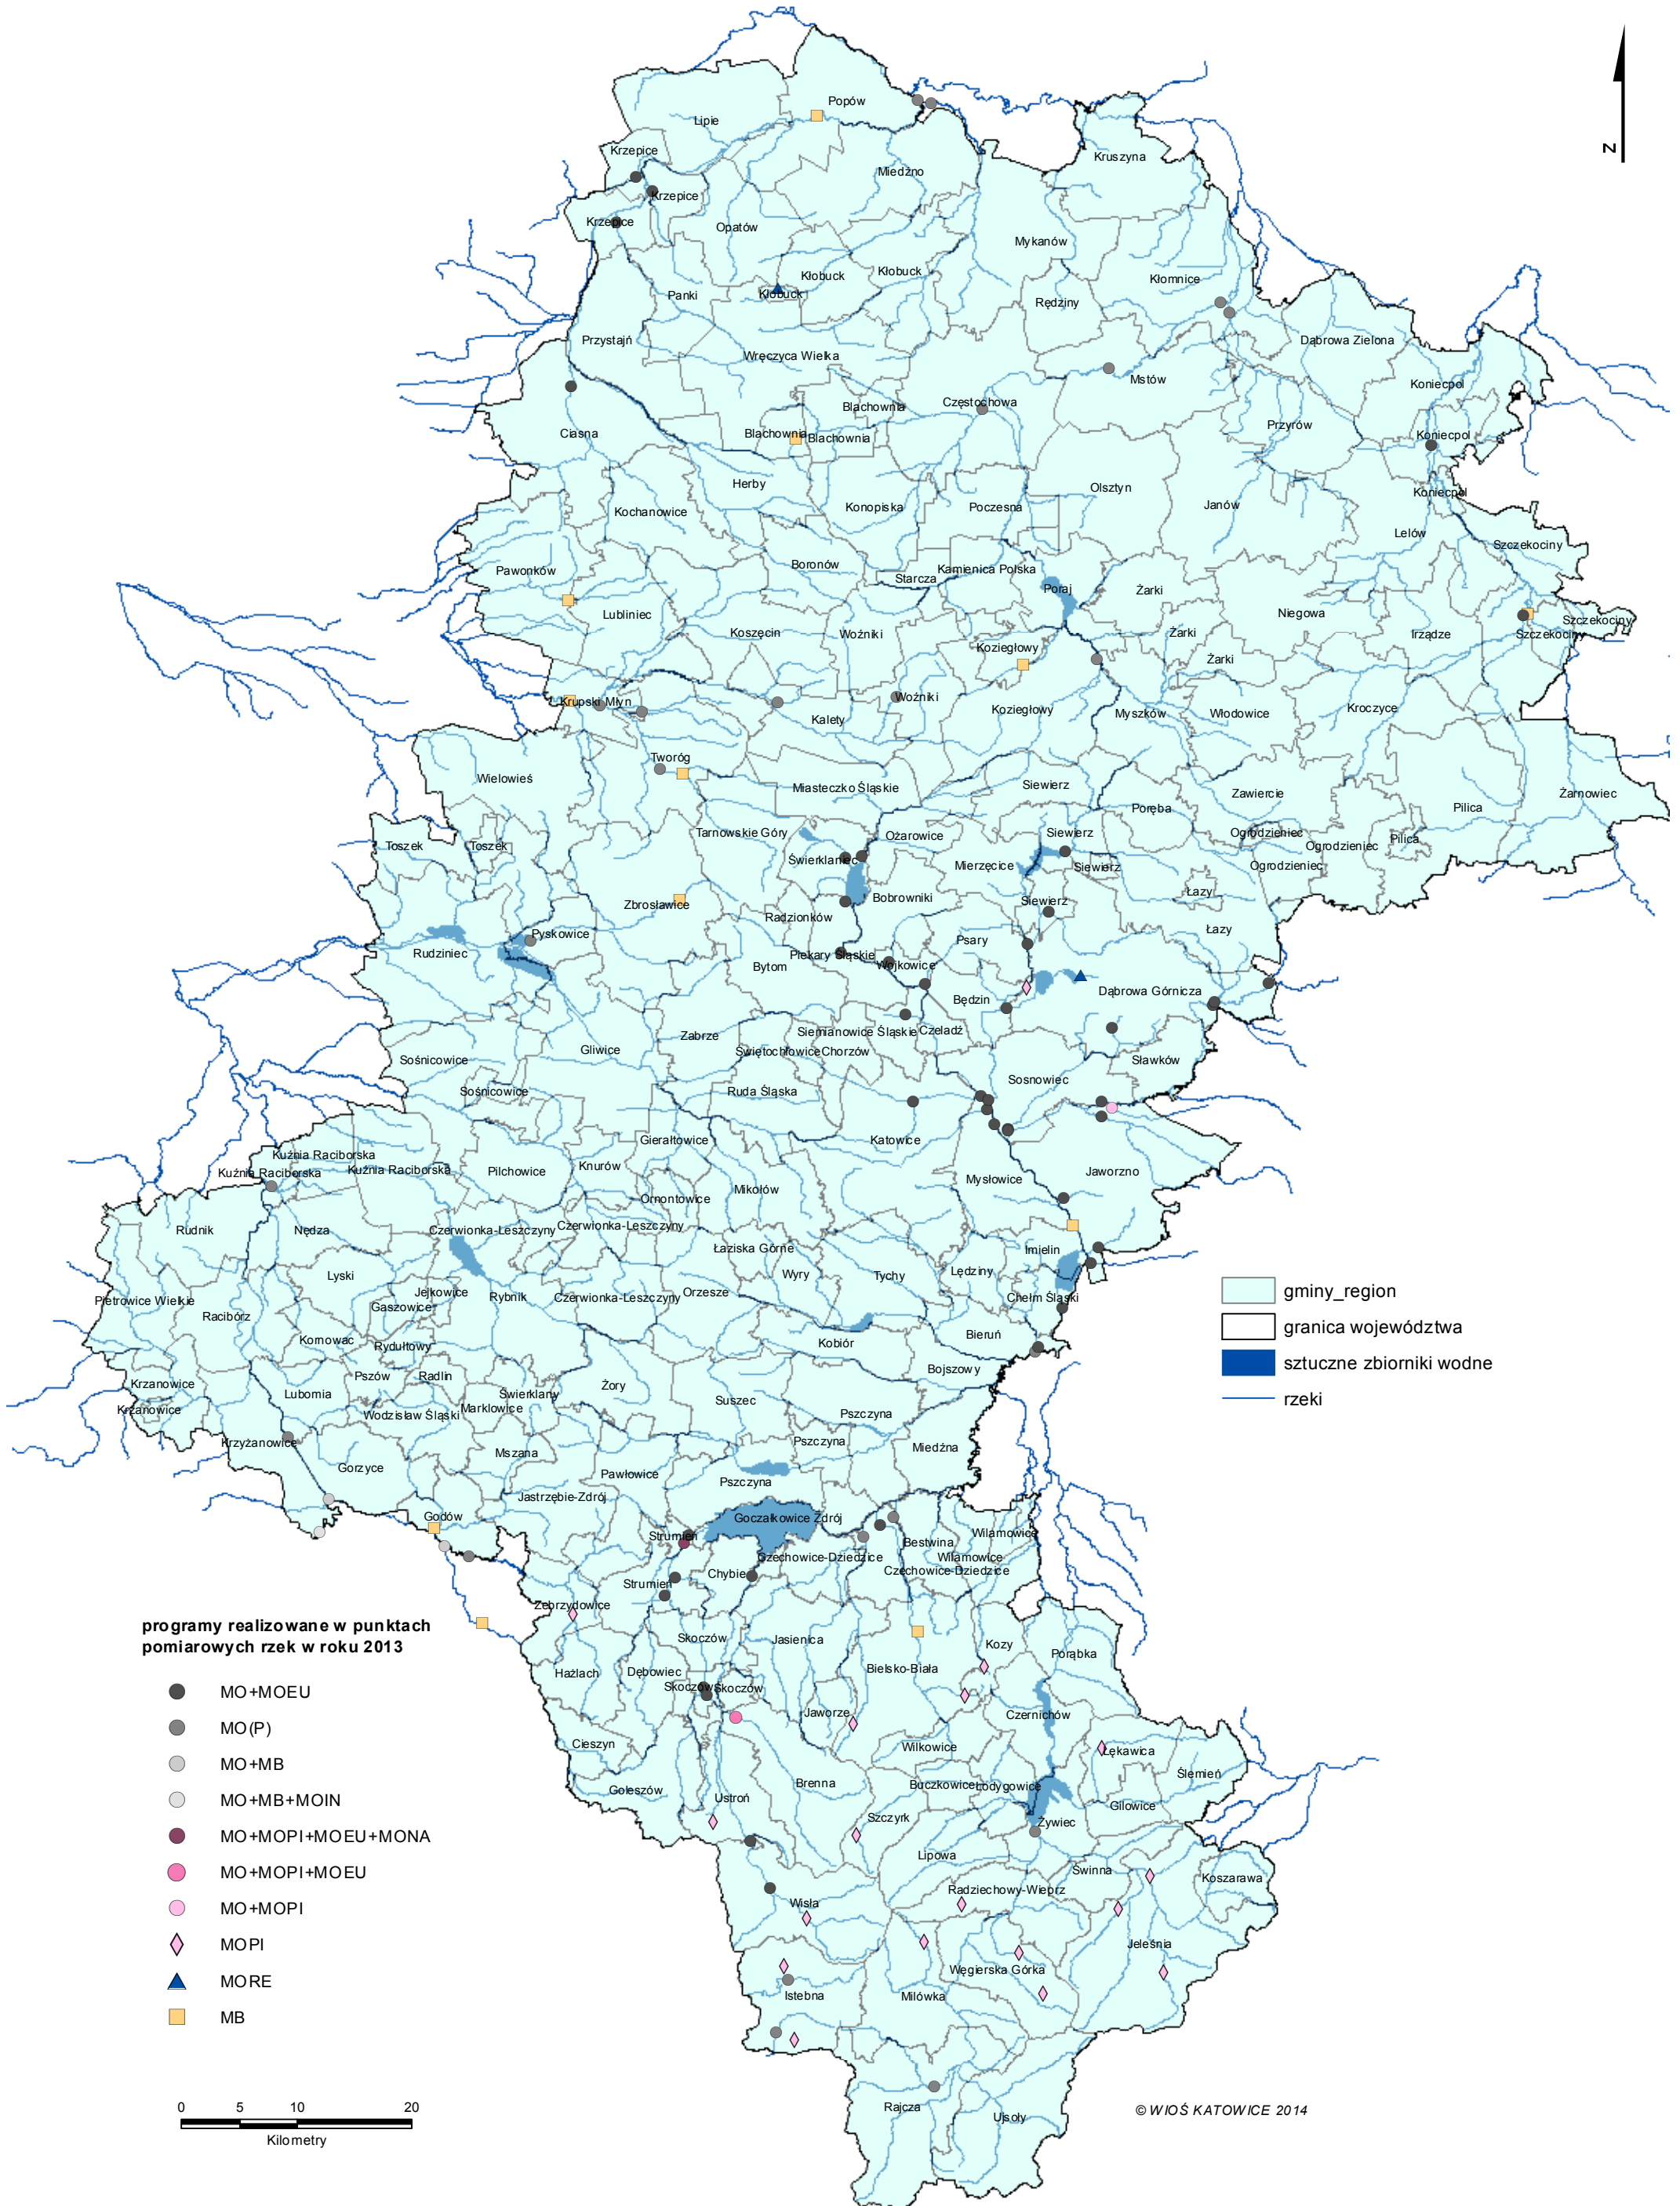 Popów
Lipie
N
Krzepice
Kruszyna
Miedźno
Krzepice
Krzepice
Opatów
Mykanów
Kłobuck
Kłobuck
Kłomnice
Kłobuck
Panki
Rędziny
Przystajń
Dąbrowa Zielona
Wręczyca Wielka
Mstów
Koniecpol
Blachownia
Częstochowa
Przyrów
Ciasna
Blachownia
Blachownia
Koniecpol
Herby
Olsztyn
Koniecpol
Kochanowice
Konopiska
Poczesna
Janów
Lelów
Szczekociny
Pawonków
Boronów
Kamienica Polska
Starcza
Poraj
Żarki
Lubliniec
Niegowa
Szczekociny
Koszęcin
Woźniki
Żarki
Irządze
Szczekociny
Koziegłowy
Żarki
Krupski Młyn
Woźniki
Kalety
Koziegłowy
Myszków
Włodowice
Kroczyce
Tworóg
Wielowieś
Miasteczko Śląskie
Siewierz
Zawiercie
Żarnowiec
Poręba
Pilica
Tarnowskie Góry
Ożarowice
Siewierz
Ogrodzieniec
Pilica
Toszek
Toszek
Ogrodzieniec
Świerklaniec
Mierzęcice
Siewierz
Ogrodzieniec
Łazy
Bobrowniki
Siewierz
Zbrosławice
Radzionków
Łazy
Pyskowice
Psary
Rudziniec
Piekary Śląskie
Wojkowice
Bytom
Dąbrowa Górnicza
Będzin
Zabrze
Siemianowice Śląskie
Czeladź
Gliwice
Świętochłowice
Chorzów
Sośnicowice
Sławków
Sosnowiec
Sośnicowice
Ruda Śląska
Gierałtowice
Katowice
Kuźnia Raciborska
Kuźnia Raciborska
Kuźnia Raciborska
Pilchowice
Knurów
Jaworzno
Mysłowice
Mikołów
Ornontowice
Rudnik
Nędza
Czerwionka-Leszczyny
Czerwionka-Leszczyny
Łaziska Górne
Imielin
Lyski
Wyry
Tychy
Lędziny
Jejkowice
Rybnik
Czerwionka-Leszczyny
Orzesze
Chełm Śląski
Pietrowice Wielkie
Gaszowice
Racibórz
Kornowac
Rydułtowy
Kobiór
Bieruń
Bojszowy
Pszów
Radlin
Krzanowice
Lubomia
Świerklany
Żory
Suszec
Krzanowice
Wodzisław Śląski
Marklowice
Pszczyna
Krzyżanowice
Mszana
Pszczyna
Miedźna
Gorzyce
Pawłowice
Pszczyna
Jastrzębie-Zdrój
Godów
Goczałkowice Zdrój
Strumień
Wilamowice
Bestwina
Czechowice-Dziedzice
Wilamowice
Czechowice-Dziedzice
Chybie
Strumień
Zebrzydowice
Skoczów
Jasienica
Kozy
Porąbka
Hażlach
Dębowiec
Bielsko-Biała
Skoczów
Skoczów
Jaworze
Czernichów
Cieszyn
Wilkowice
Łękawica
Ślemień
Goleszów
Brenna
Buczkowice
Łodygowice
Ustroń
Gilowice
Szczyrk
Żywiec
Lipowa
Świnna
Koszarawa
Radziechowy-Wieprz
Wisła
Jeleśnia
Węgierska Górka
Istebna
Milówka
Rajcza
Ujsoły
gminy_region
granica województwa
sztuczne zbiorniki wodne
rzeki
programy realizowane w punktach
pomiarowych rzek w roku 2013
MO+MOEU
MO(P)
MO+MB
MO+MB+MOIN
MO+MOPI+MOEU+MONA
MO+MOPI+MOEU
MO+MOPI
MOPI
MORE
MB
0 5 10 20
Kilometry
© WIOŚ KATOWICE 2014